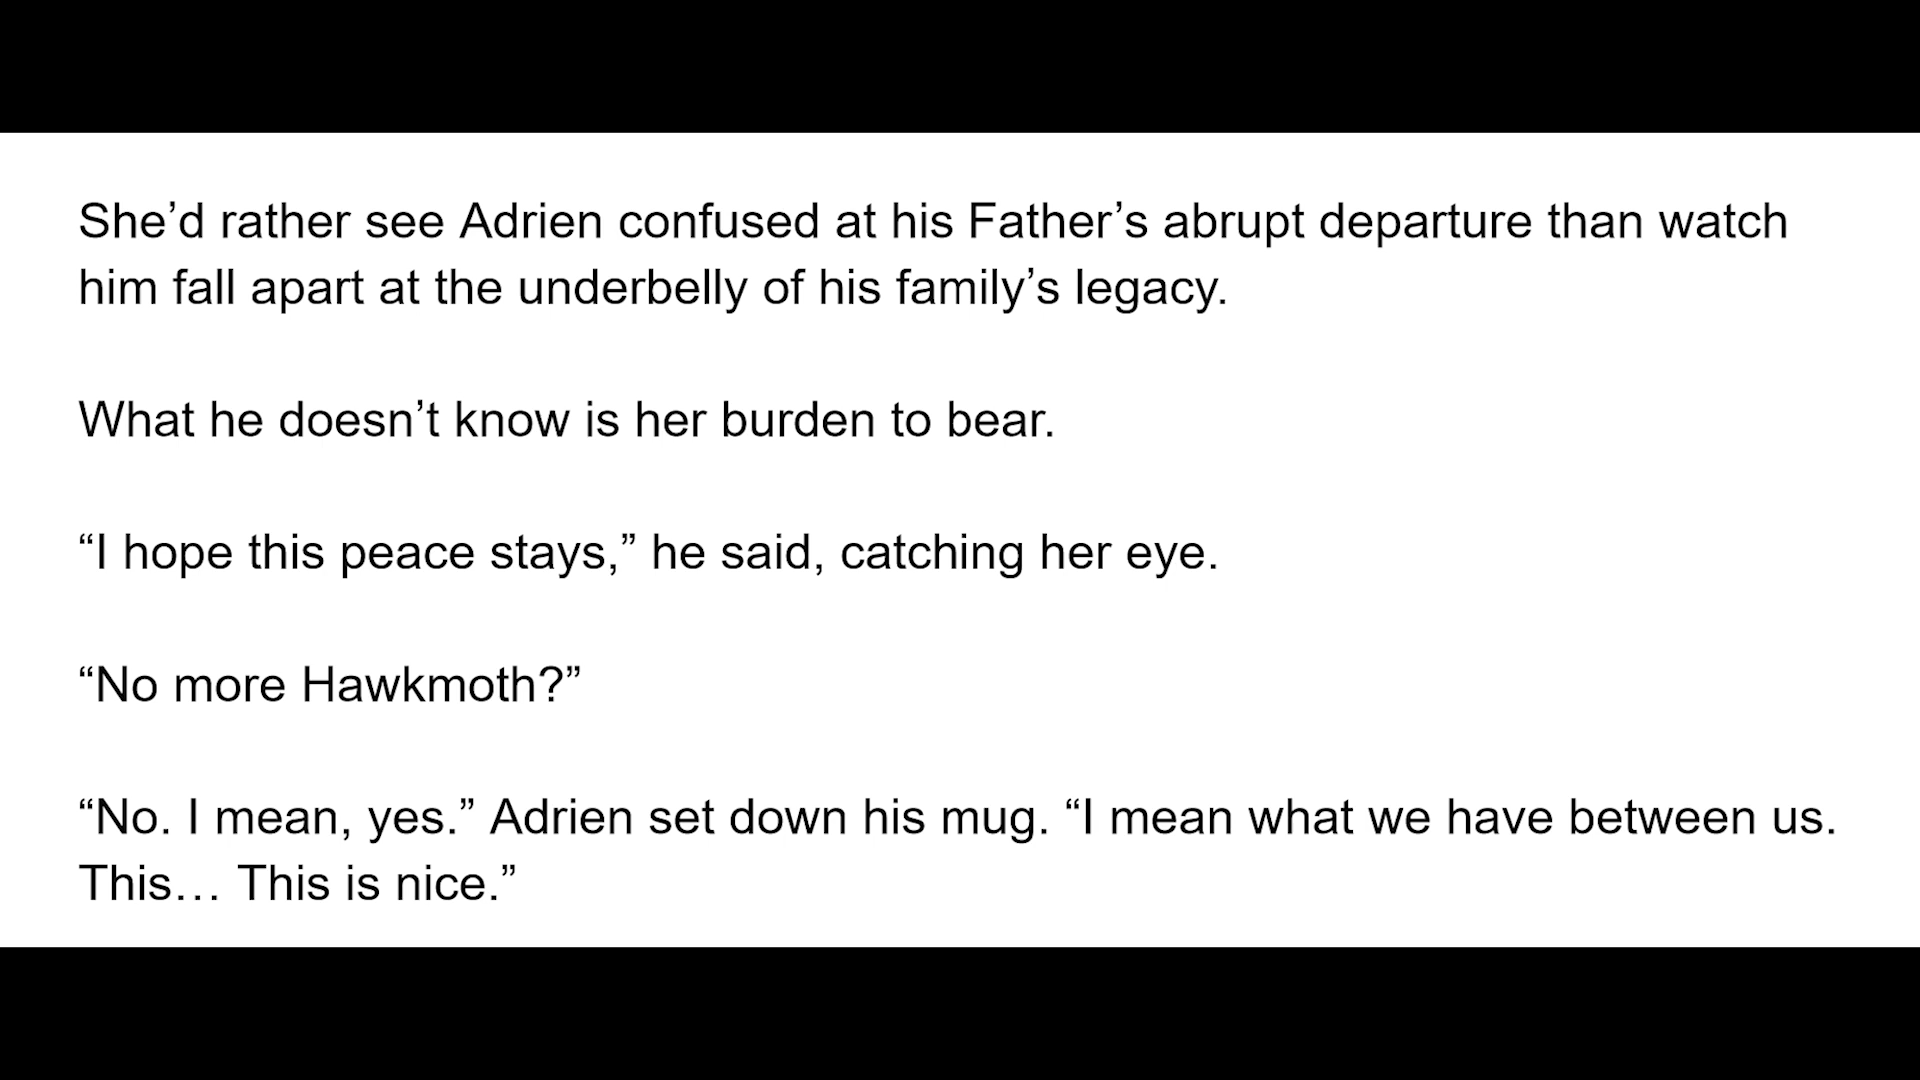 She’d rather see Adrien confused at his Father’s abrupt departure than watch
him fall apart at the underbelly of his family’s legacy.
What he doesn’t know is her burden to bear.
“I hope this peace stays,” he said, catching her eye.
“No more Hawkmoth?”
“No. I mean, yes.” Adrien set down his mug. “I mean what we have between us.
This… This is nice.”